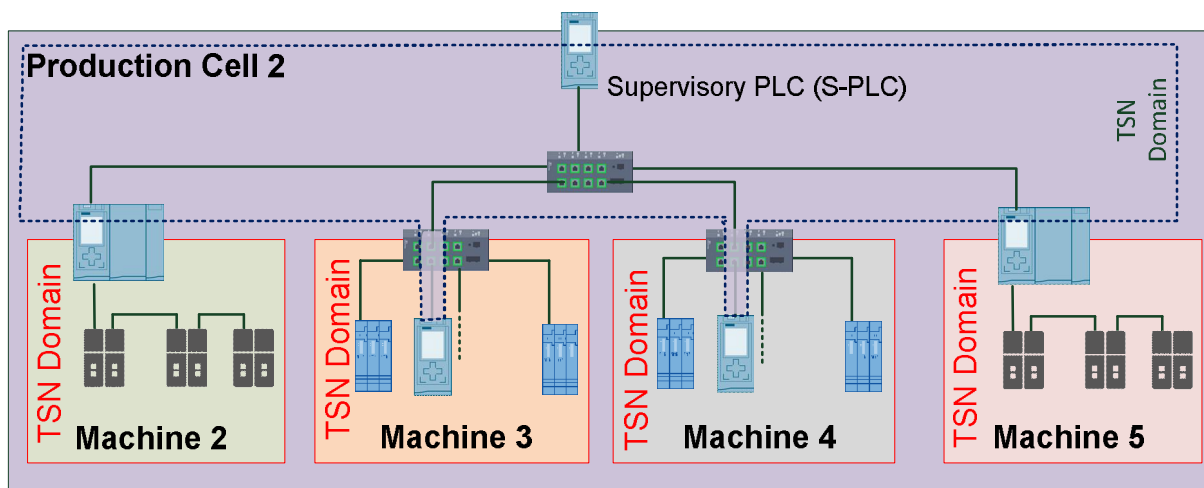 Production Cell 2
Supervisory PLC (S-PLC)
TSN
Domain
TSN Domain
Machine 2
TSN Domain
Machine 3
TSN Domain
Machine 4
TSN Domain
Machine 5